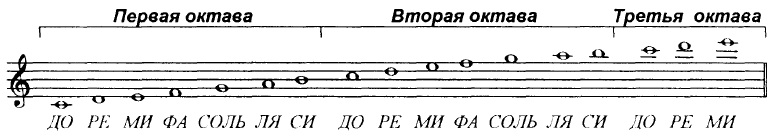 Первая октава Вторая октава Третья октава
ДО РЕ МИ ФА СОЛЬ ЛЯ СИ ДО РЕ МИ ФА СОЛЬ ЛЯ СИ ДО РЕ МИ